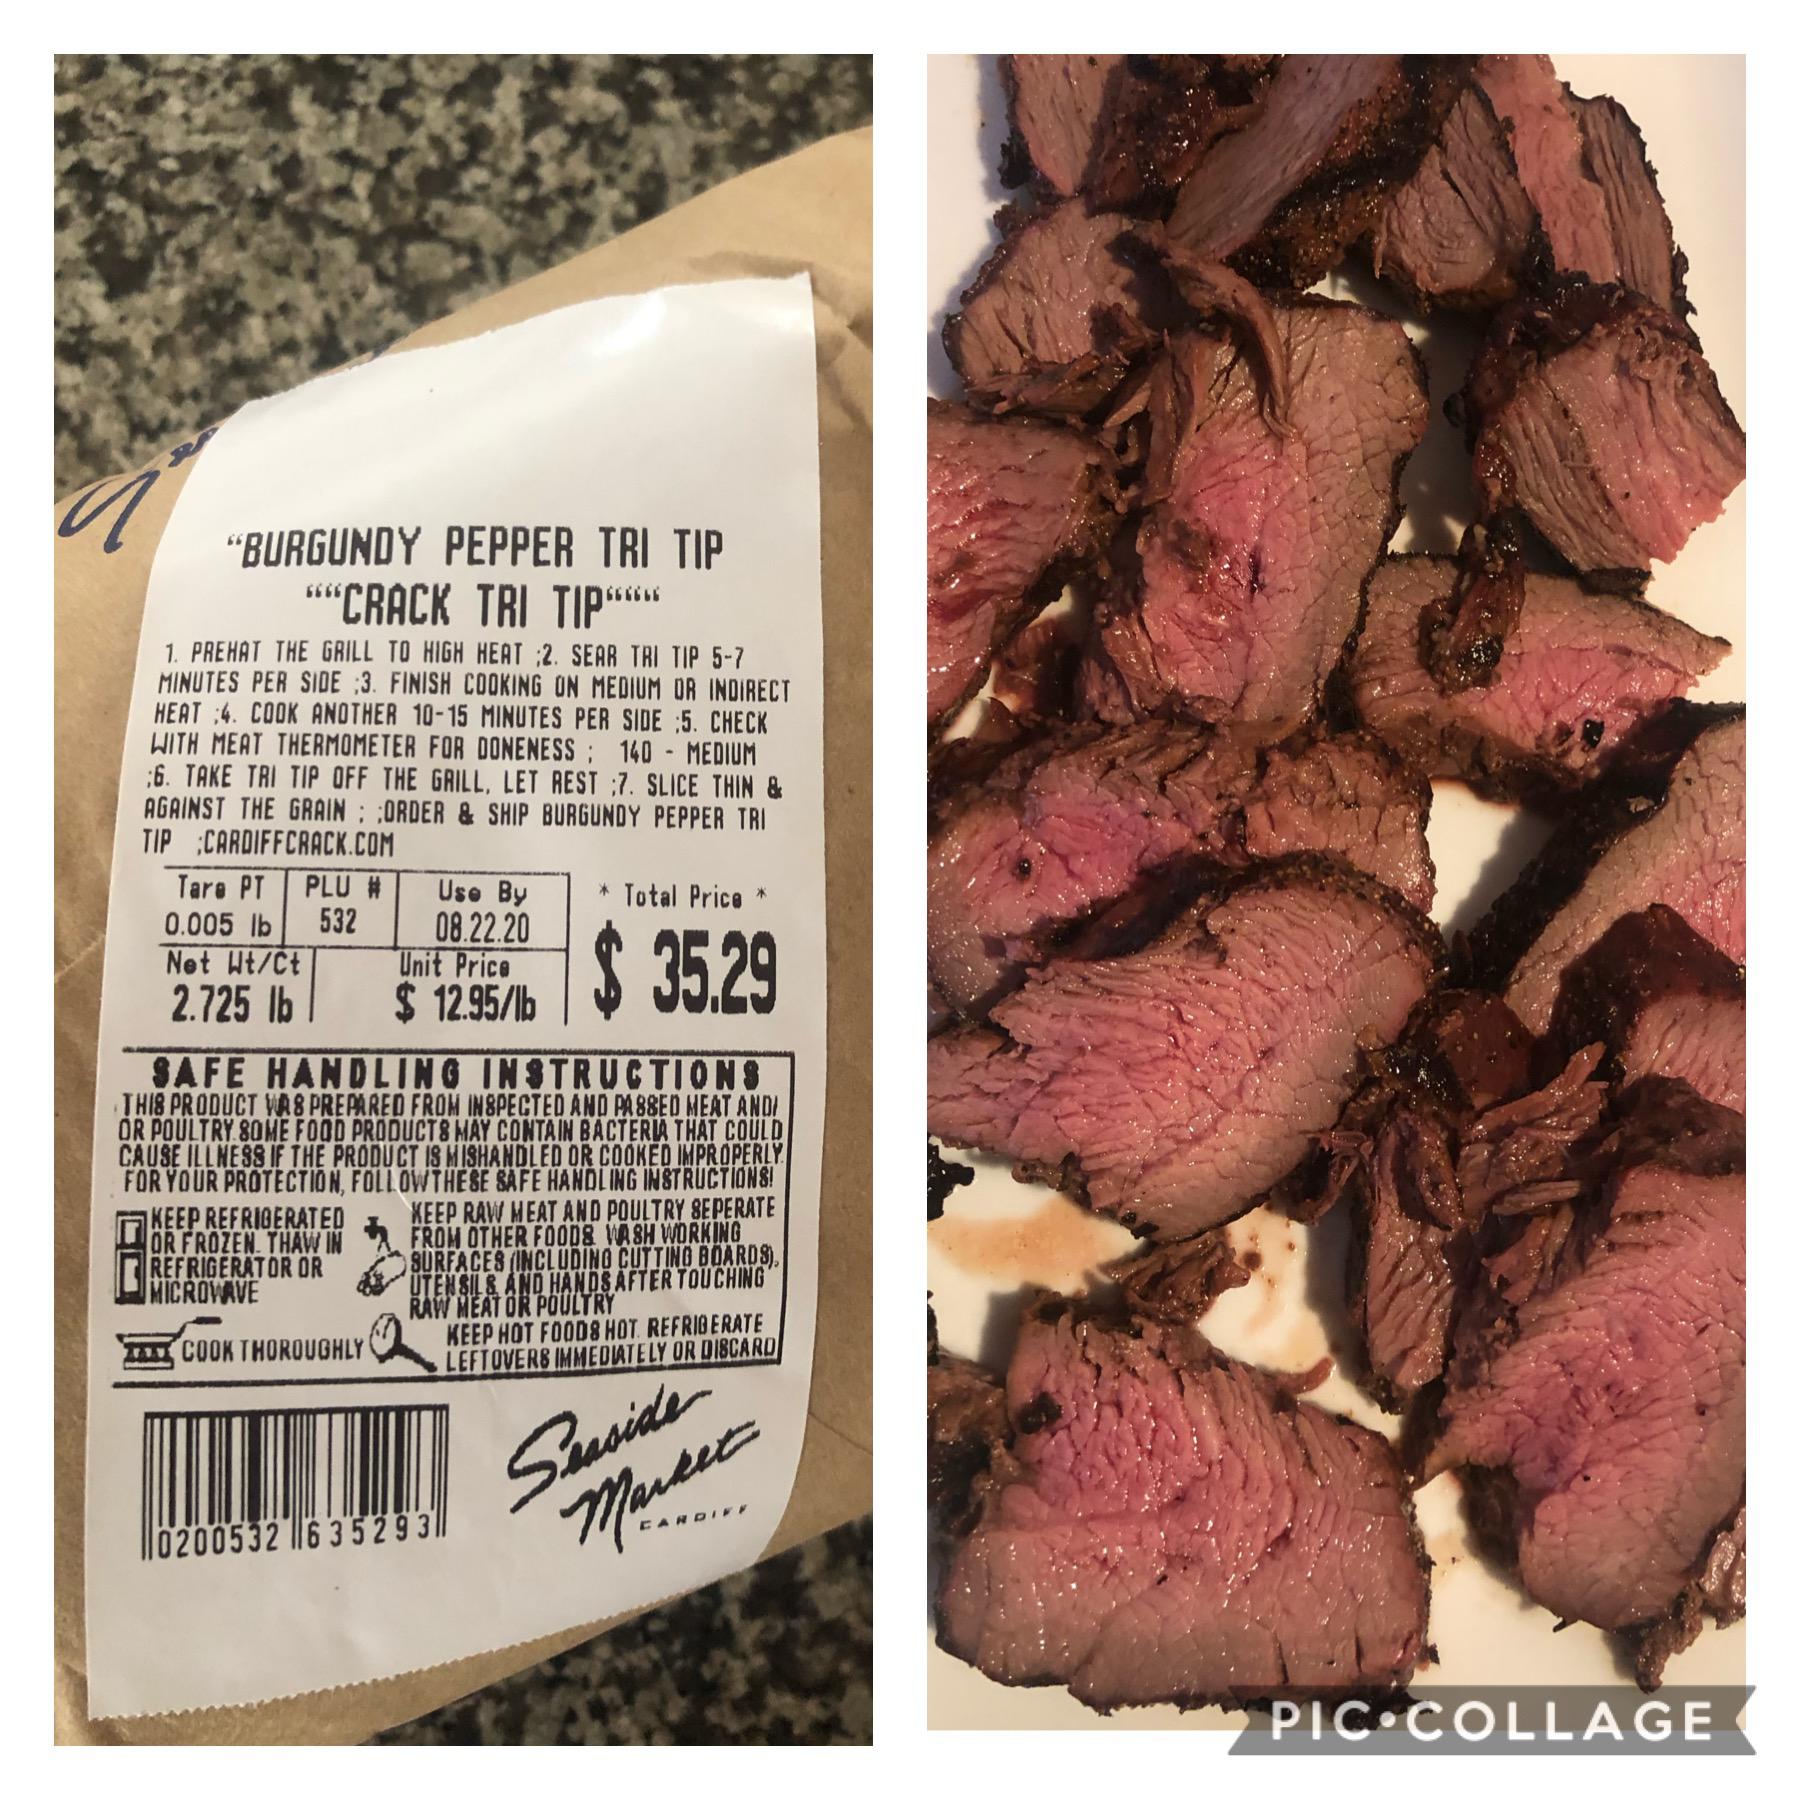 "BURGUNDY PEPPER TRI TIP
""""CRACK TRI TIP""""""
1. PREHAT THE GRILL TO HIGH HEAT ;2. SEAR TRI TIP 5-7
MINUTES PER SIDE ;3. FINISH COOKING ON MEDIUM OR INDIRECT
HEAT ;4. COOK ANOTHER 10-15 MINUTES PER SIDE ;5. CHECK
WITH MEAT THERMOMETER FOR DONENESS ; 140 - MEDIUM
;6. TAKE TRI TIP OFF THE GRILL, LET REST ;7. SLICE THIN &
AGAINST THE GRAIN ; ;ORDER & SHIP BURGUNDY PEPPER TRI
TIP ;CARDIFFCRACK.COM
Tare PT PLU # Use By * Total Price *
0.005 lb 532 08.22.20
Net Wt/Ct Unit Price $ 35.29
2.725 lb $ 12.95/lb
SAFE HANDLING INSTRUCTIONS
THIS PRODUCT WAS PREPARED FROM INSPECTED AND PASSED MEAT AND/
OR POULTRY. SOME FOOD PRODUCTS MAY CONTAIN BACTERIA THAT COULD
CAUSE ILLNESS IF THE PRODUCT IS MISHANDLED OR COOKED IMPROPERLY.
FOR YOUR PROTECTION, FOLLOW THESE SAFE HANDLING INSTRUCTIONS!
KEEP REFRIGERATED
OR FROZEN. THAW IN
REFRIGERATOR OR
MICROWAVE
KEEP RAW MEAT AND POULTRY SEPERATE
FROM OTHER FOODS. WASH WORKING
SURFACES (INCLUDING CUTTING BOARDS),
UTENSILS AND HANDS AFTER TOUCHING
RAW MEAT OR POULTRY
COOK THOROUGHLY
KEEP HOT FOODS HOT. REFRIGERATE
LEFTOVERS IMMEDIATELY OR DISCARD
0200532 635293
Seaside
Market
CARDIFF
PIC•COLLAGE